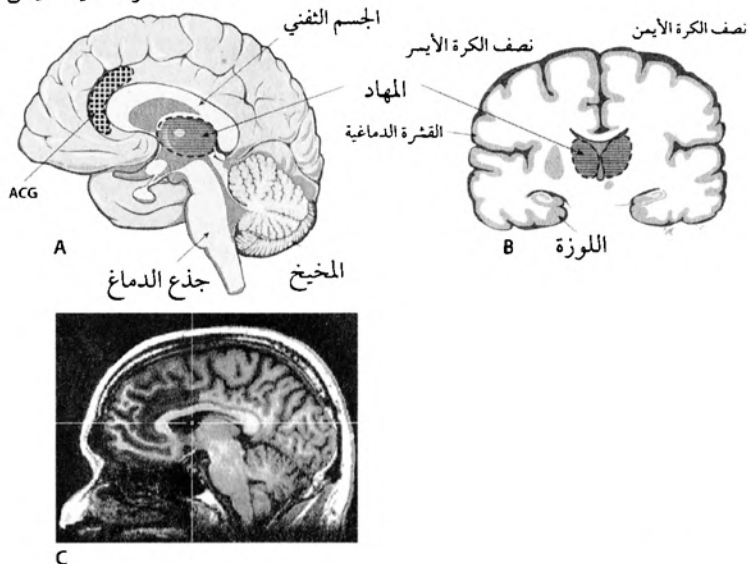 الجسم الثفني
نصف الكرة الأيمن
نصف الكرة الأيسر
المهاد
القشرة الدماغية
ACG
A
B
اللوزة
المخيخ
جذع الدماغ
C